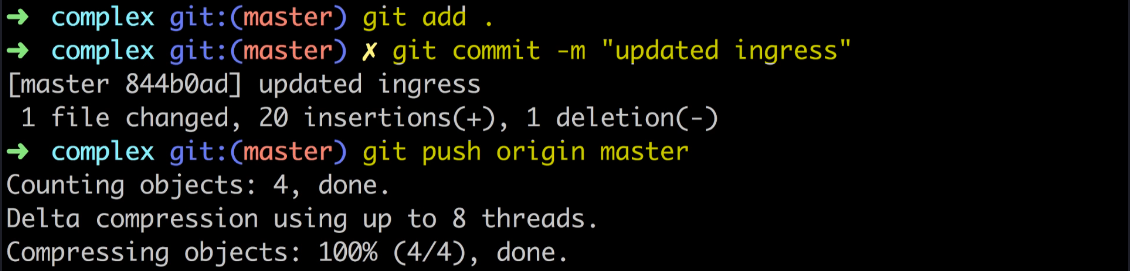 ➜ complex git:(master) git add .
➜ complex git:(master) ✗ git commit -m "updated ingress"
[master 844b0ad] updated ingress
 1 file changed, 20 insertions(+), 1 deletion(-)
➜ complex git:(master) git push origin master
Counting objects: 4, done.
Delta compression using up to 8 threads.
Compressing objects: 100% (4/4), done.